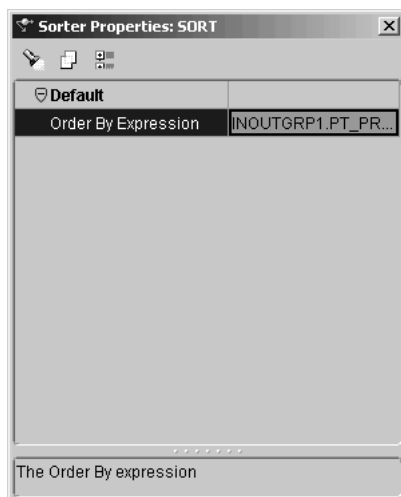 Sorter Properties: SORT
Default
Order By Expression INOUTGRP1.PT_PR...
The Order By expression